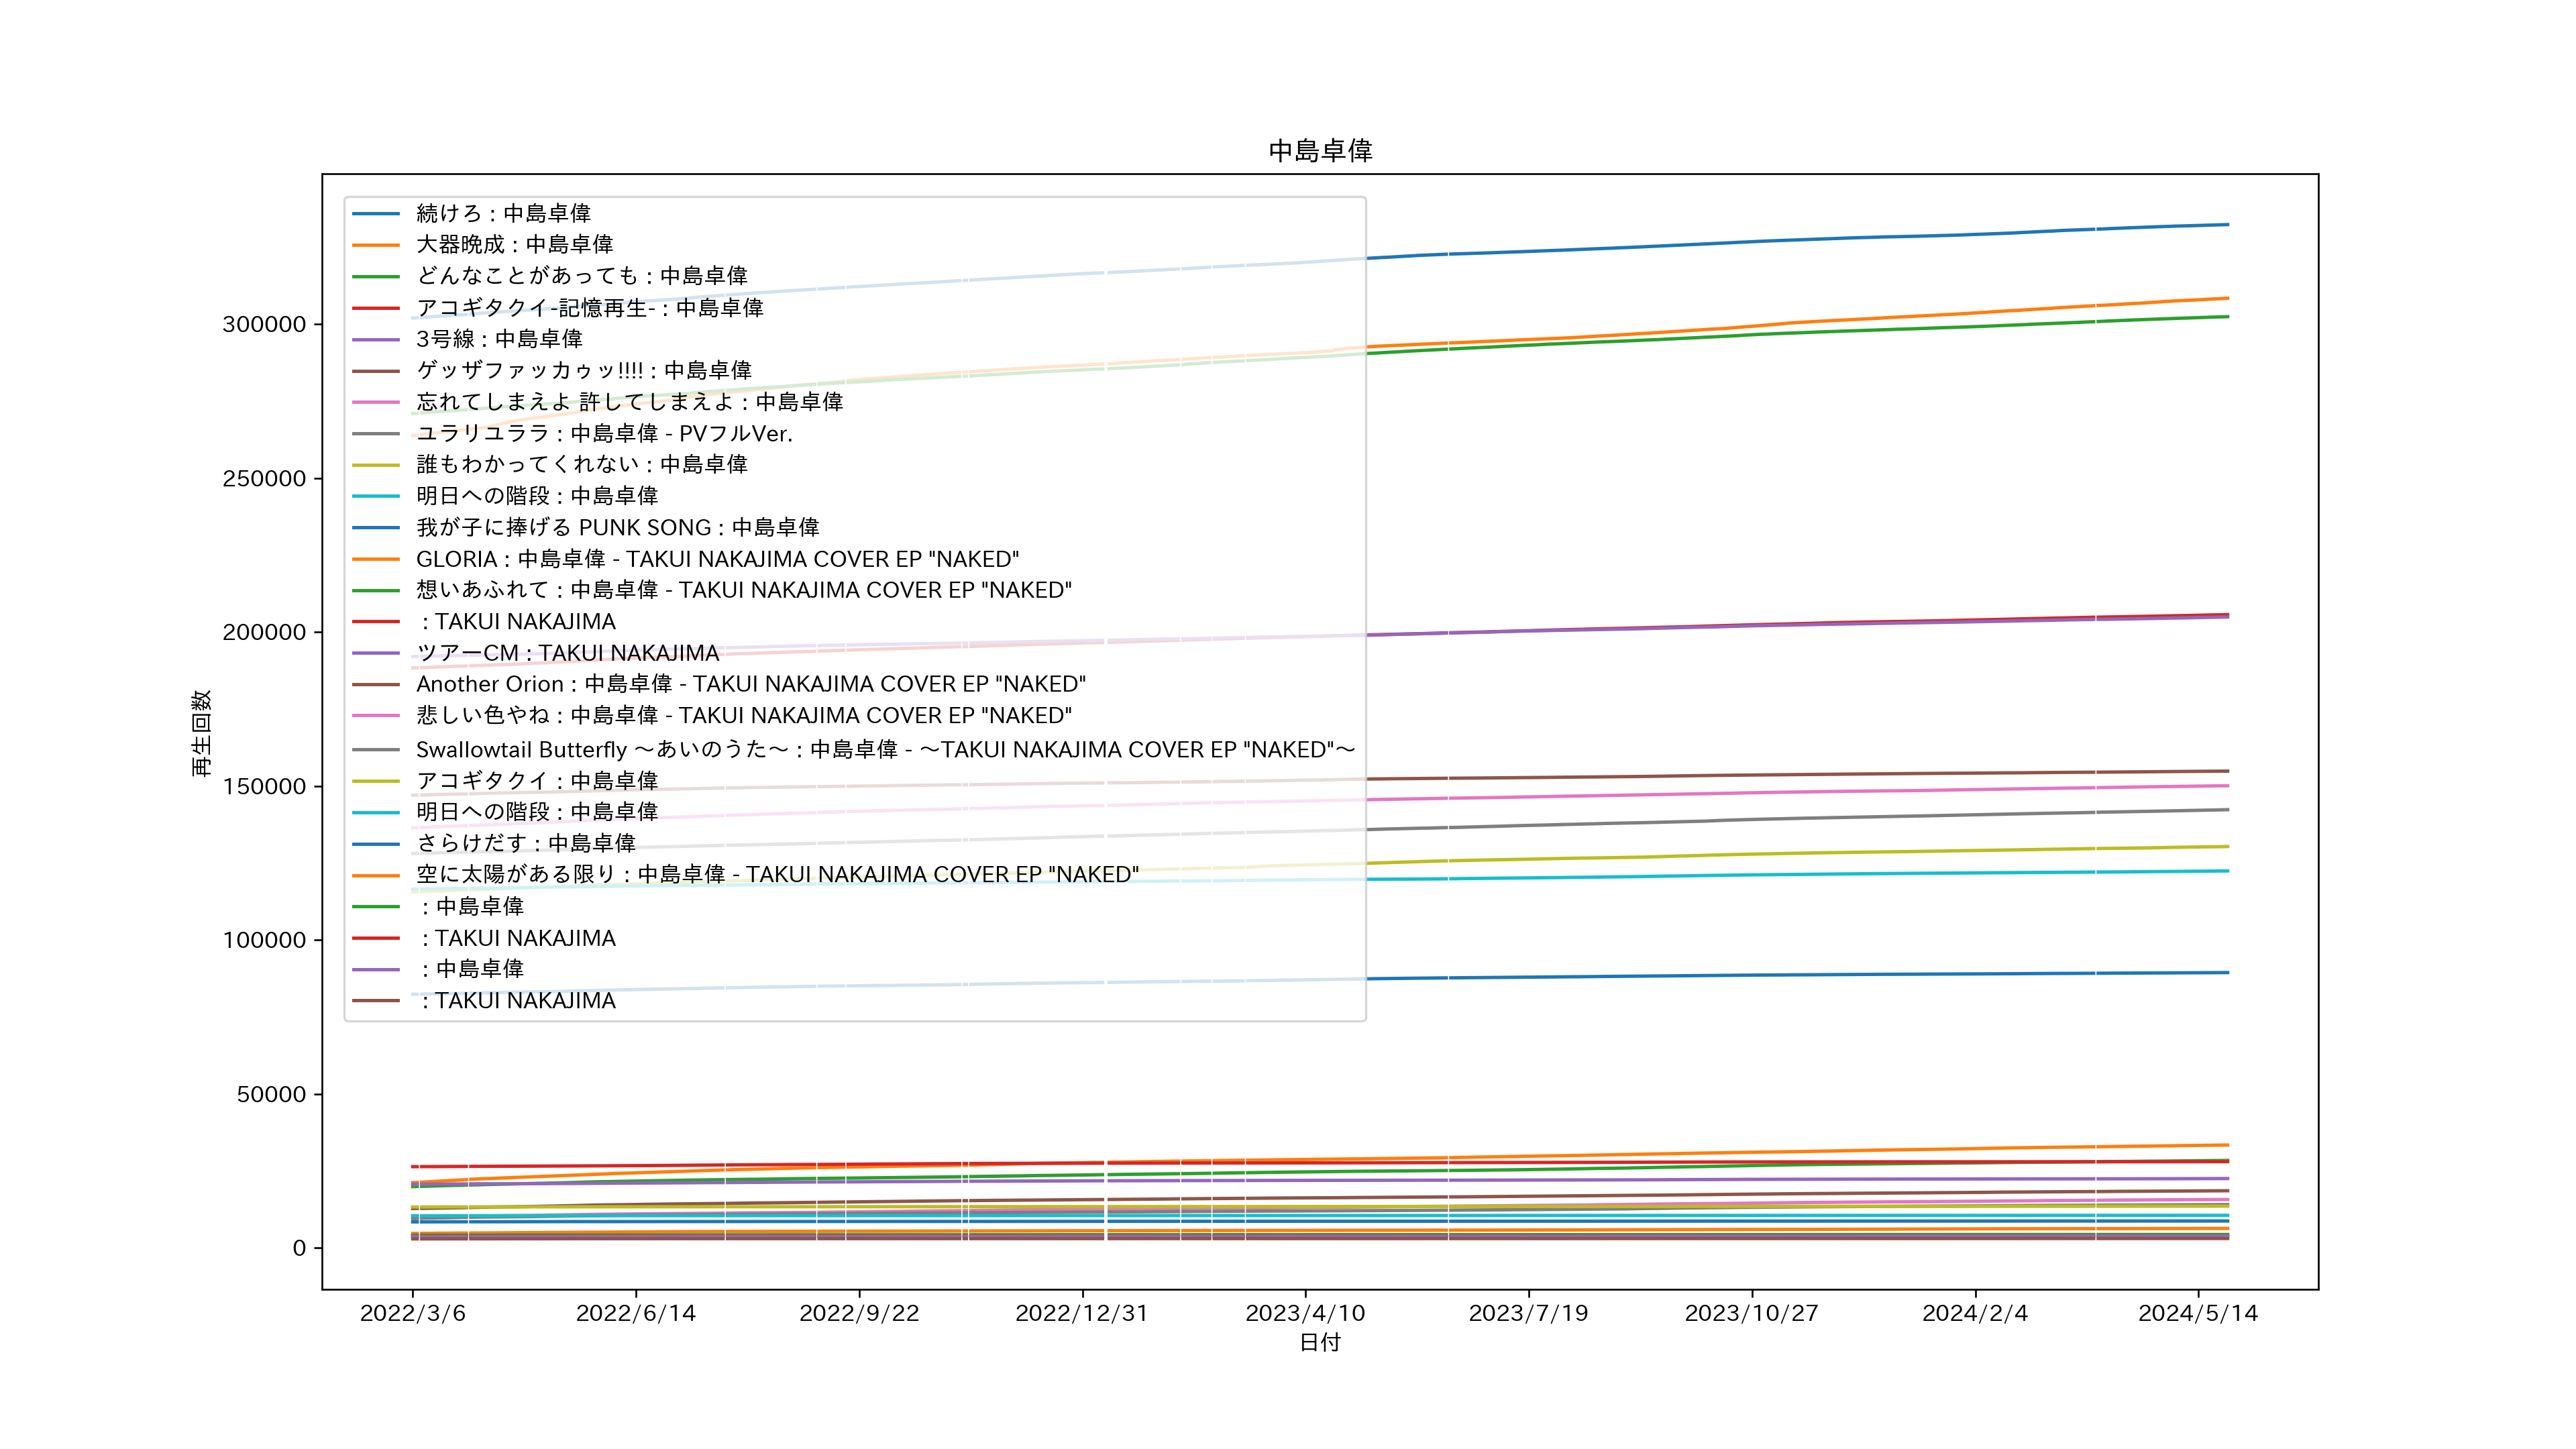 中島卓偉
続けろ : 中島卓偉
大器晩成 : 中島卓偉
どんなことがあっても : 中島卓偉
アコギタクイ-記憶再生- : 中島卓偉
3号線 : 中島卓偉
ゲッザファッカゥッ!!!! : 中島卓偉
忘れてしまえよ 許してしまえよ : 中島卓偉
ユラリユララ : 中島卓偉 - PVフルVer.
誰もわかってくれない : 中島卓偉
明日への階段 : 中島卓偉
我が子に捧げる PUNK SONG : 中島卓偉
GLORIA : 中島卓偉 - TAKUI NAKAJIMA COVER EP "NAKED"
想いあふれて : 中島卓偉 - TAKUI NAKAJIMA COVER EP "NAKED"
: TAKUI NAKAJIMA
ツアーCM : TAKUI NAKAJIMA
Another Orion : 中島卓偉 - TAKUI NAKAJIMA COVER EP "NAKED"
悲しい色やね : 中島卓偉 - TAKUI NAKAJIMA COVER EP "NAKED"
Swallowtail Butterfly 〜あいのうた〜 : 中島卓偉 - 〜TAKUI NAKAJIMA COVER EP "NAKED"〜
アコギタクイ : 中島卓偉
明日への階段 : 中島卓偉
さらけだす : 中島卓偉
空に太陽がある限り : 中島卓偉 - TAKUI NAKAJIMA COVER EP "NAKED"
: 中島卓偉
: TAKUI NAKAJIMA
: 中島卓偉
: TAKUI NAKAJIMA
再生回数
300000
250000
200000
150000
100000
50000
0
2022/3/6 2022/6/14 2022/9/22 2022/12/31 2023/4/10 2023/7/19 2023/10/27 2024/2/4 2024/5/14
日付